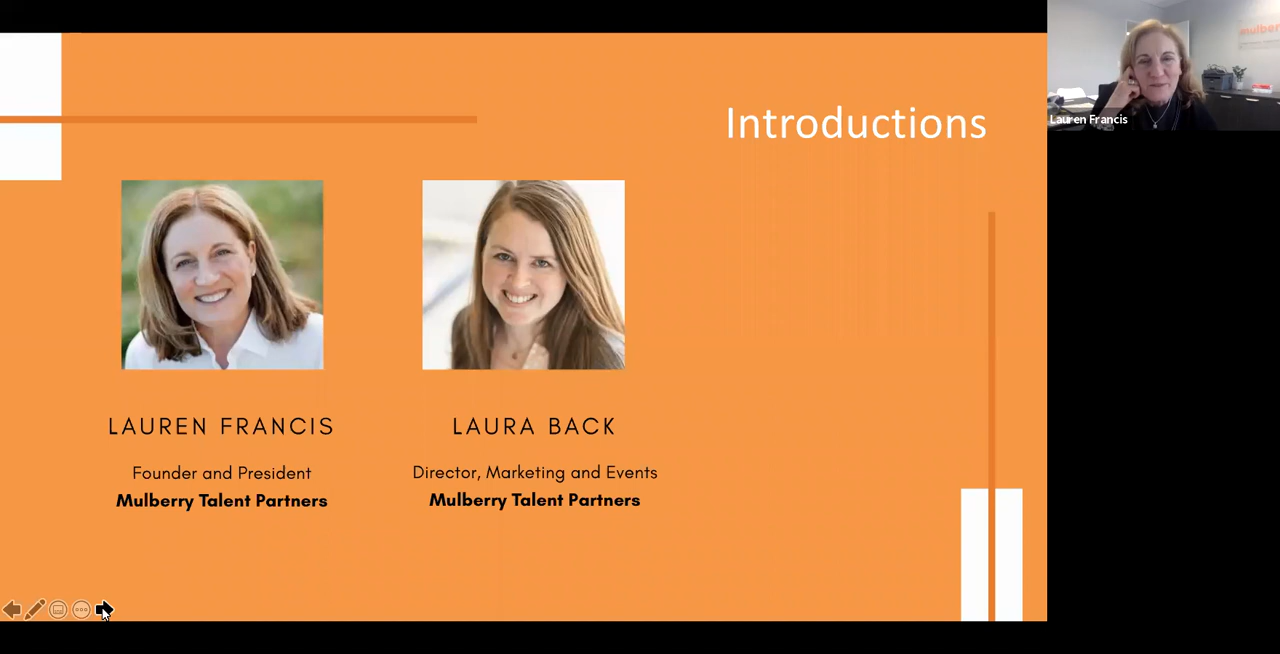 Introductions
LAUREN FRANCIS
Founder and President
Mulberry Talent Partners
LAURA BACK
Director, Marketing and Events
Mulberry Talent Partners
mulber
Lauren Francis